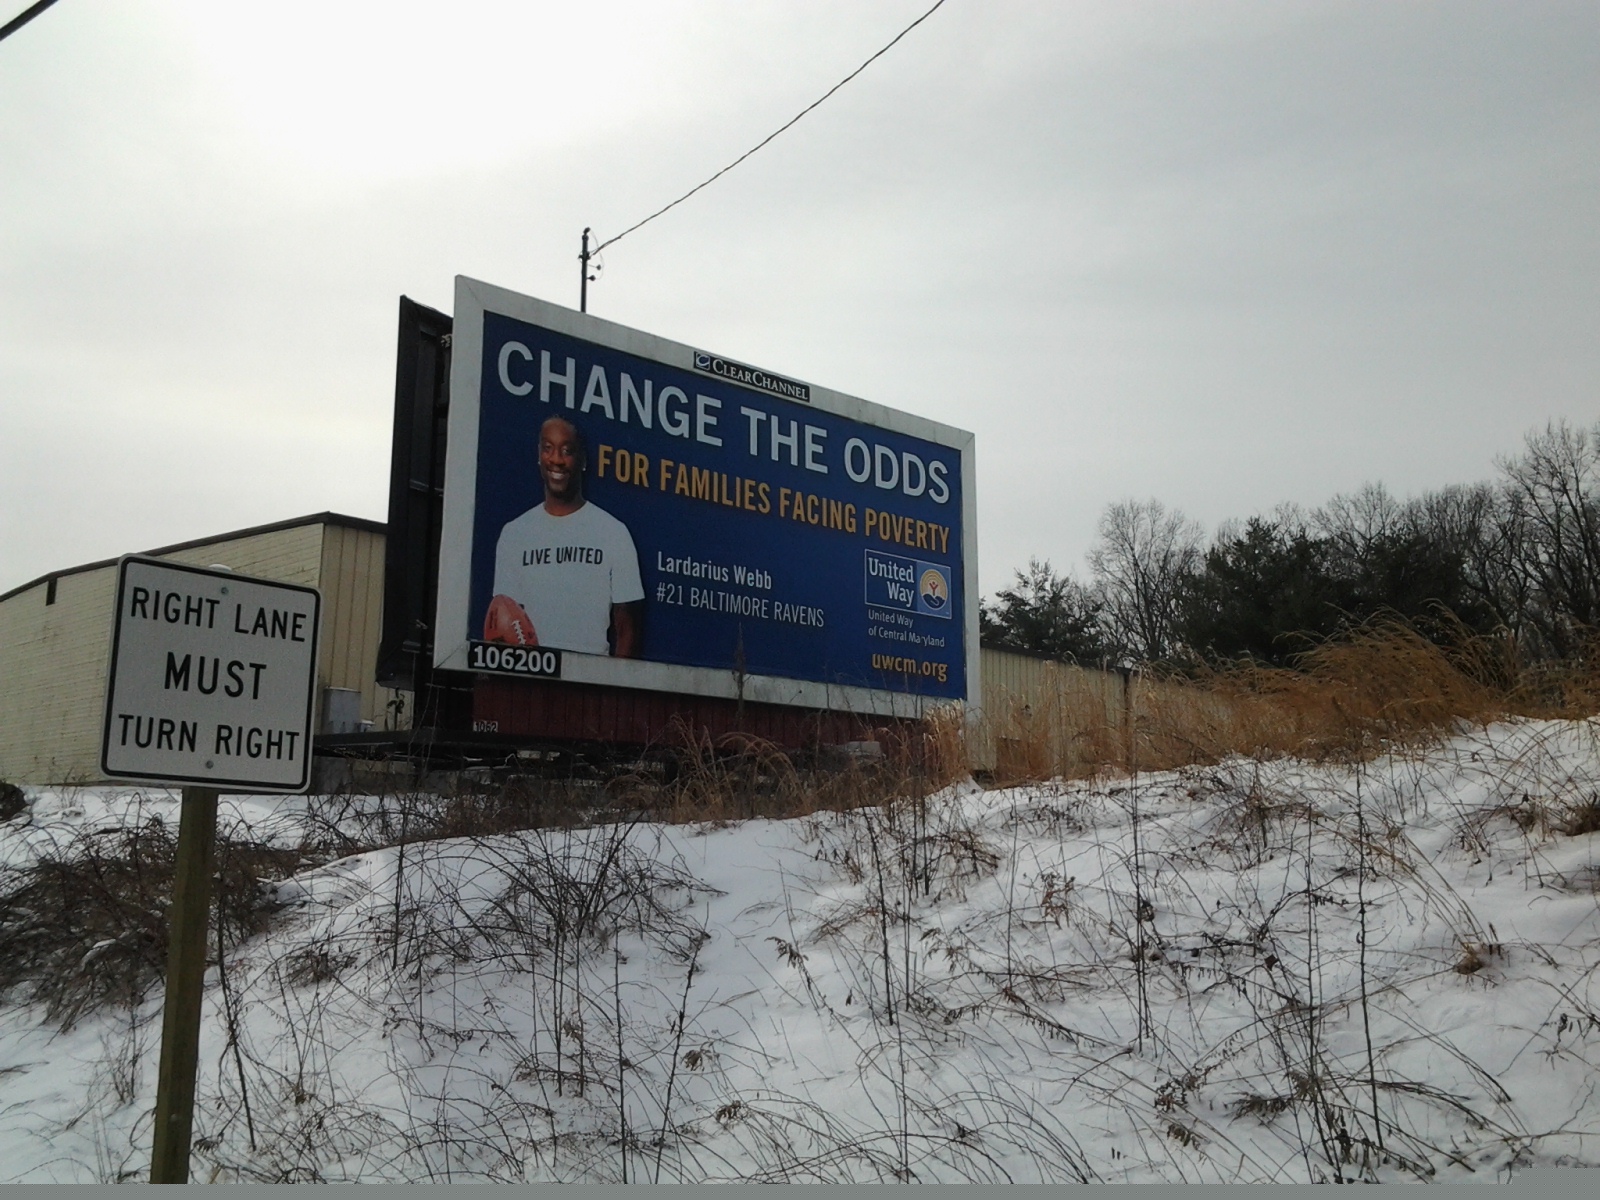 CLEARCHANNEL
CHANGE THE ODDS
FOR FAMILIES FACING POVERTY
LIVE UNITED
Lardarius Webb
#21 BALTIMORE RAVENS
United
Way
United Way
of Central Maryland
uwcm.org
106200
1062
RIGHT LANE
MUST
TURN RIGHT